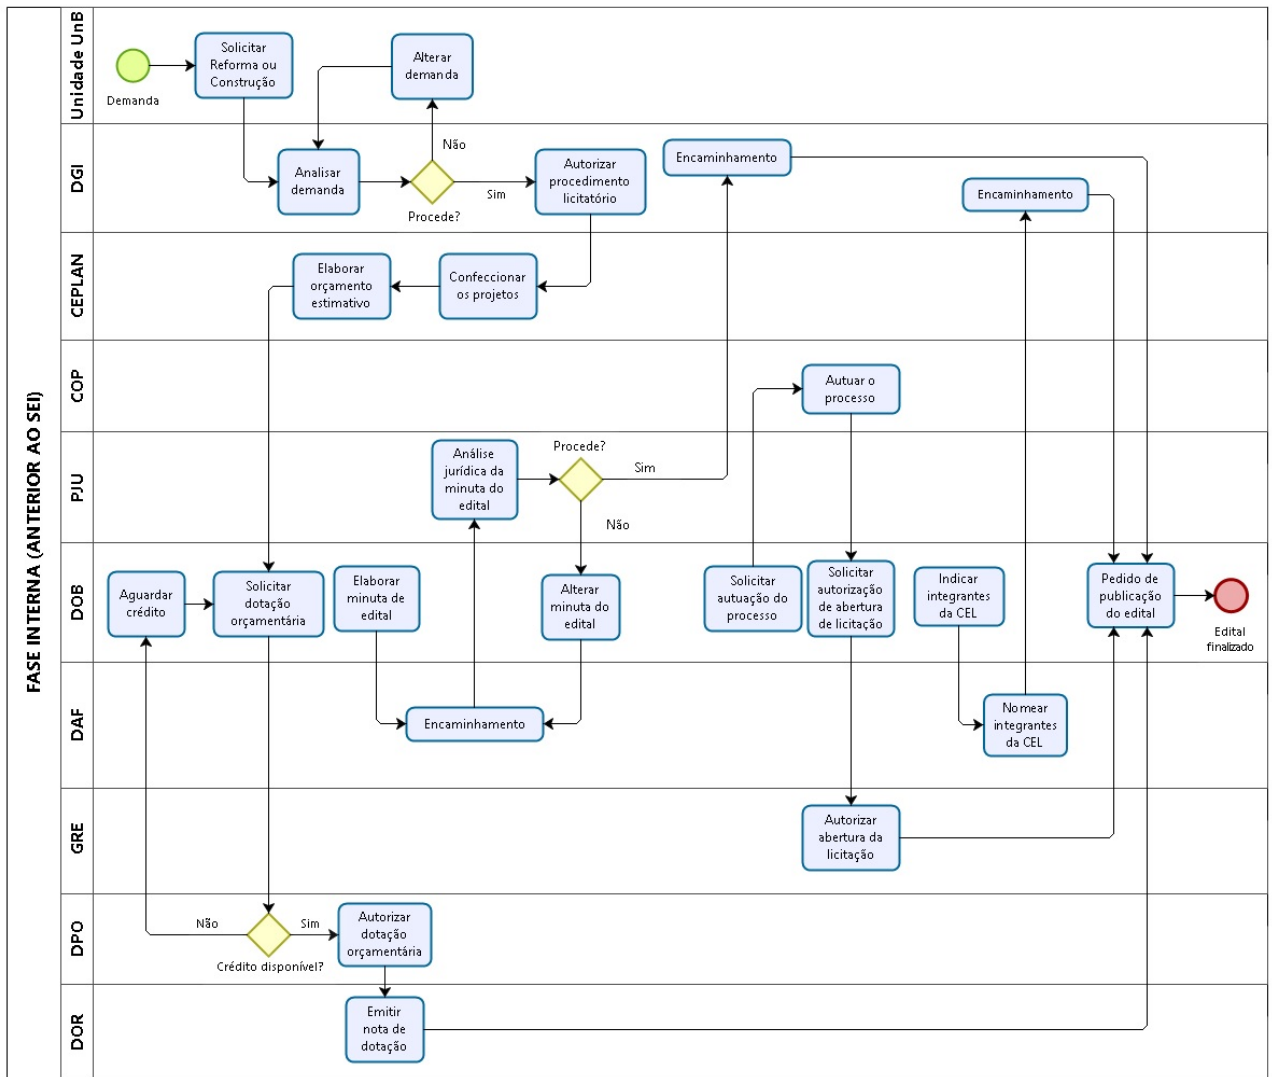 FASE INTERNA (ANTERIOR AO SEI)
Unidade UnB
Demanda
Solicitar
Reforma ou
Construção
Alterar
demanda
DGI
Analisar
demanda
Não
Procede?
Sim
Autorizar
procedimento
licitatório
Encaminhamento
Encaminhamento
CEPLAN
Elaborar
orçamento
estimativo
Confeccionar
os projetos
COP
Autuar o
processo
PJU
Análise
jurídica da
minuta do
edital
Procede?
Sim
Não
DOB
Aguardar
crédito
Solicitar
dotação
orçamentária
Elaborar
minuta de
edital
Alterar
minuta do
edital
Solicitar
autuação do
processo
Solicitar
autorização
de abertura
de licitação
Indicar
integrantes
da CEL
Pedido de
publicação
do edital
Edital
finalizado
DAF
Encaminhamento
Nomear
integrantes
da CEL
GRE
Autorizar
abertura da
licitação
DPO
Não
Sim
Crédito disponível?
Autorizar
dotação
orçamentária
DOR
Emitir
nota de
dotação